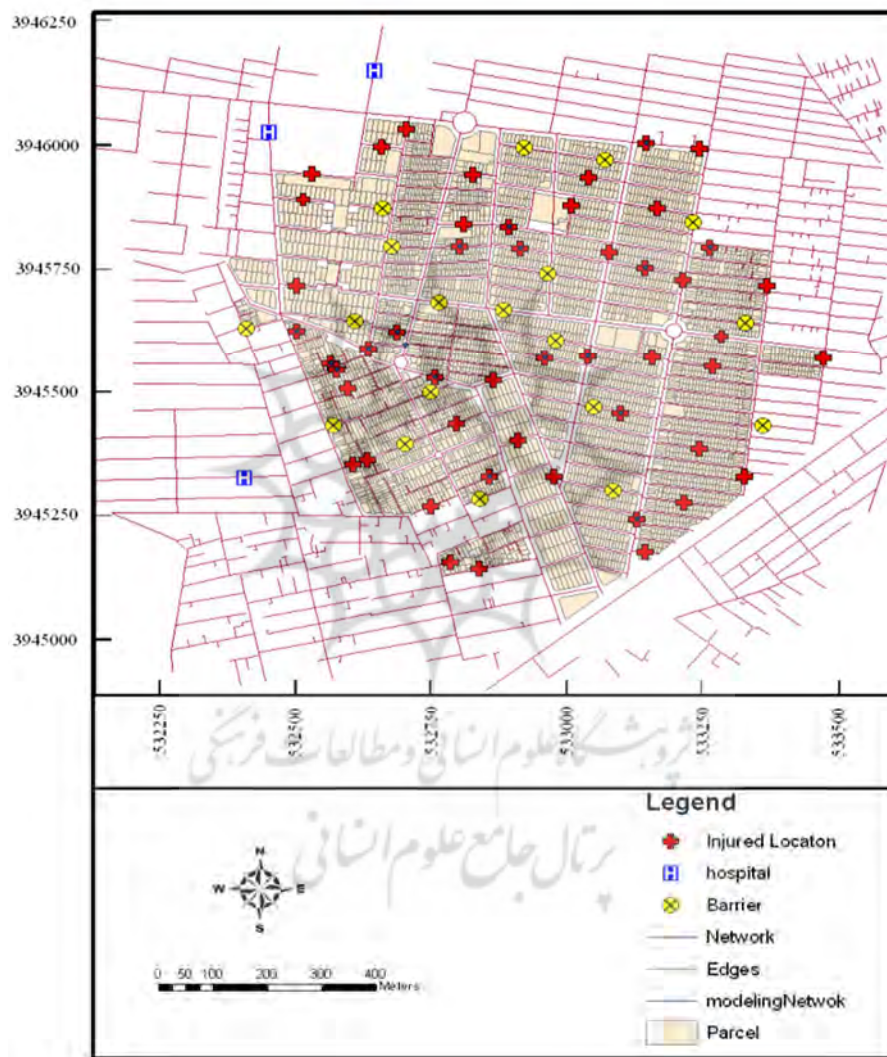 3946250
3946000
3945750
3945500
3945250
3945000
532250
532500
532750
533000
533250
533500
پژوهشگاه علوم انسانی و مطالعات فرهنگی
پرتال جامع علوم انسانی
N
W E
S
0 50 100 200 300 400
Meters
Legend
Injured Locaton
H hospital
Barrier
Network
Edges
modelingNetwok
Parcel
H
H
H